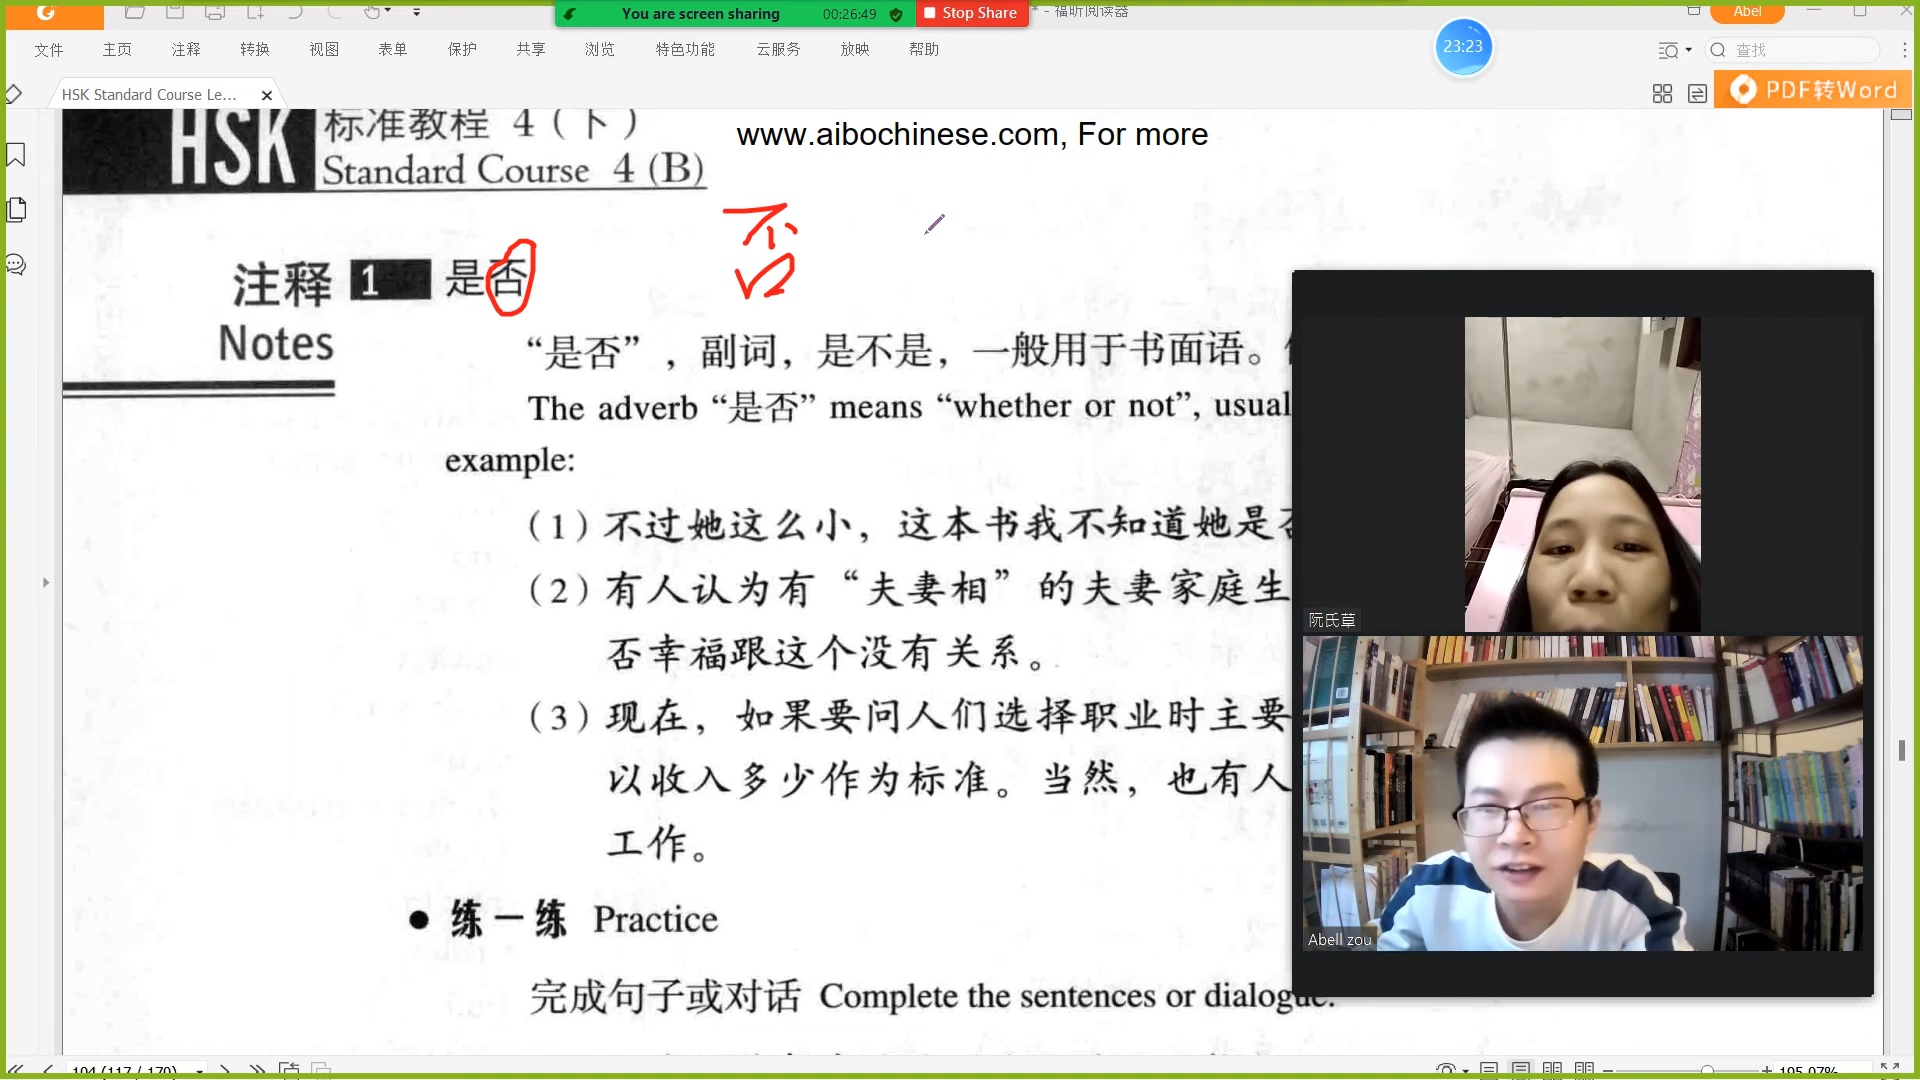 You are screen sharing 00:26:49 Stop Share
- 福昕阅读器
Abel
文件 主页 注释 转换 视图 表单 保护 共享 浏览 特色功能 云服务 放映 帮助
23:23
查找
HSK Standard Course Le...
PDF转Word
HSK 标准教程 4（下）
Standard Course 4 (B)
www.aibochinese.com, For more
否
注释 1 是否
Notes
“是否”，副词，是不是，一般用于书面语。
The adverb “是否” means “whether or not”, usual
example:
（1）不过她这么小，这本书我不知道她是否
（2）有人认为有“夫妻相”的夫妻家庭生
否幸福跟这个没有关系。
（3）现在，如果要问人们选择职业时主要
以收入多少作为标准。当然，也有人
工作。
阮氏草
Abell zou
● 练一练 Practice
完成句子或对话 Complete the sentences or dialogue.
104 (117 / 170)
195.07%